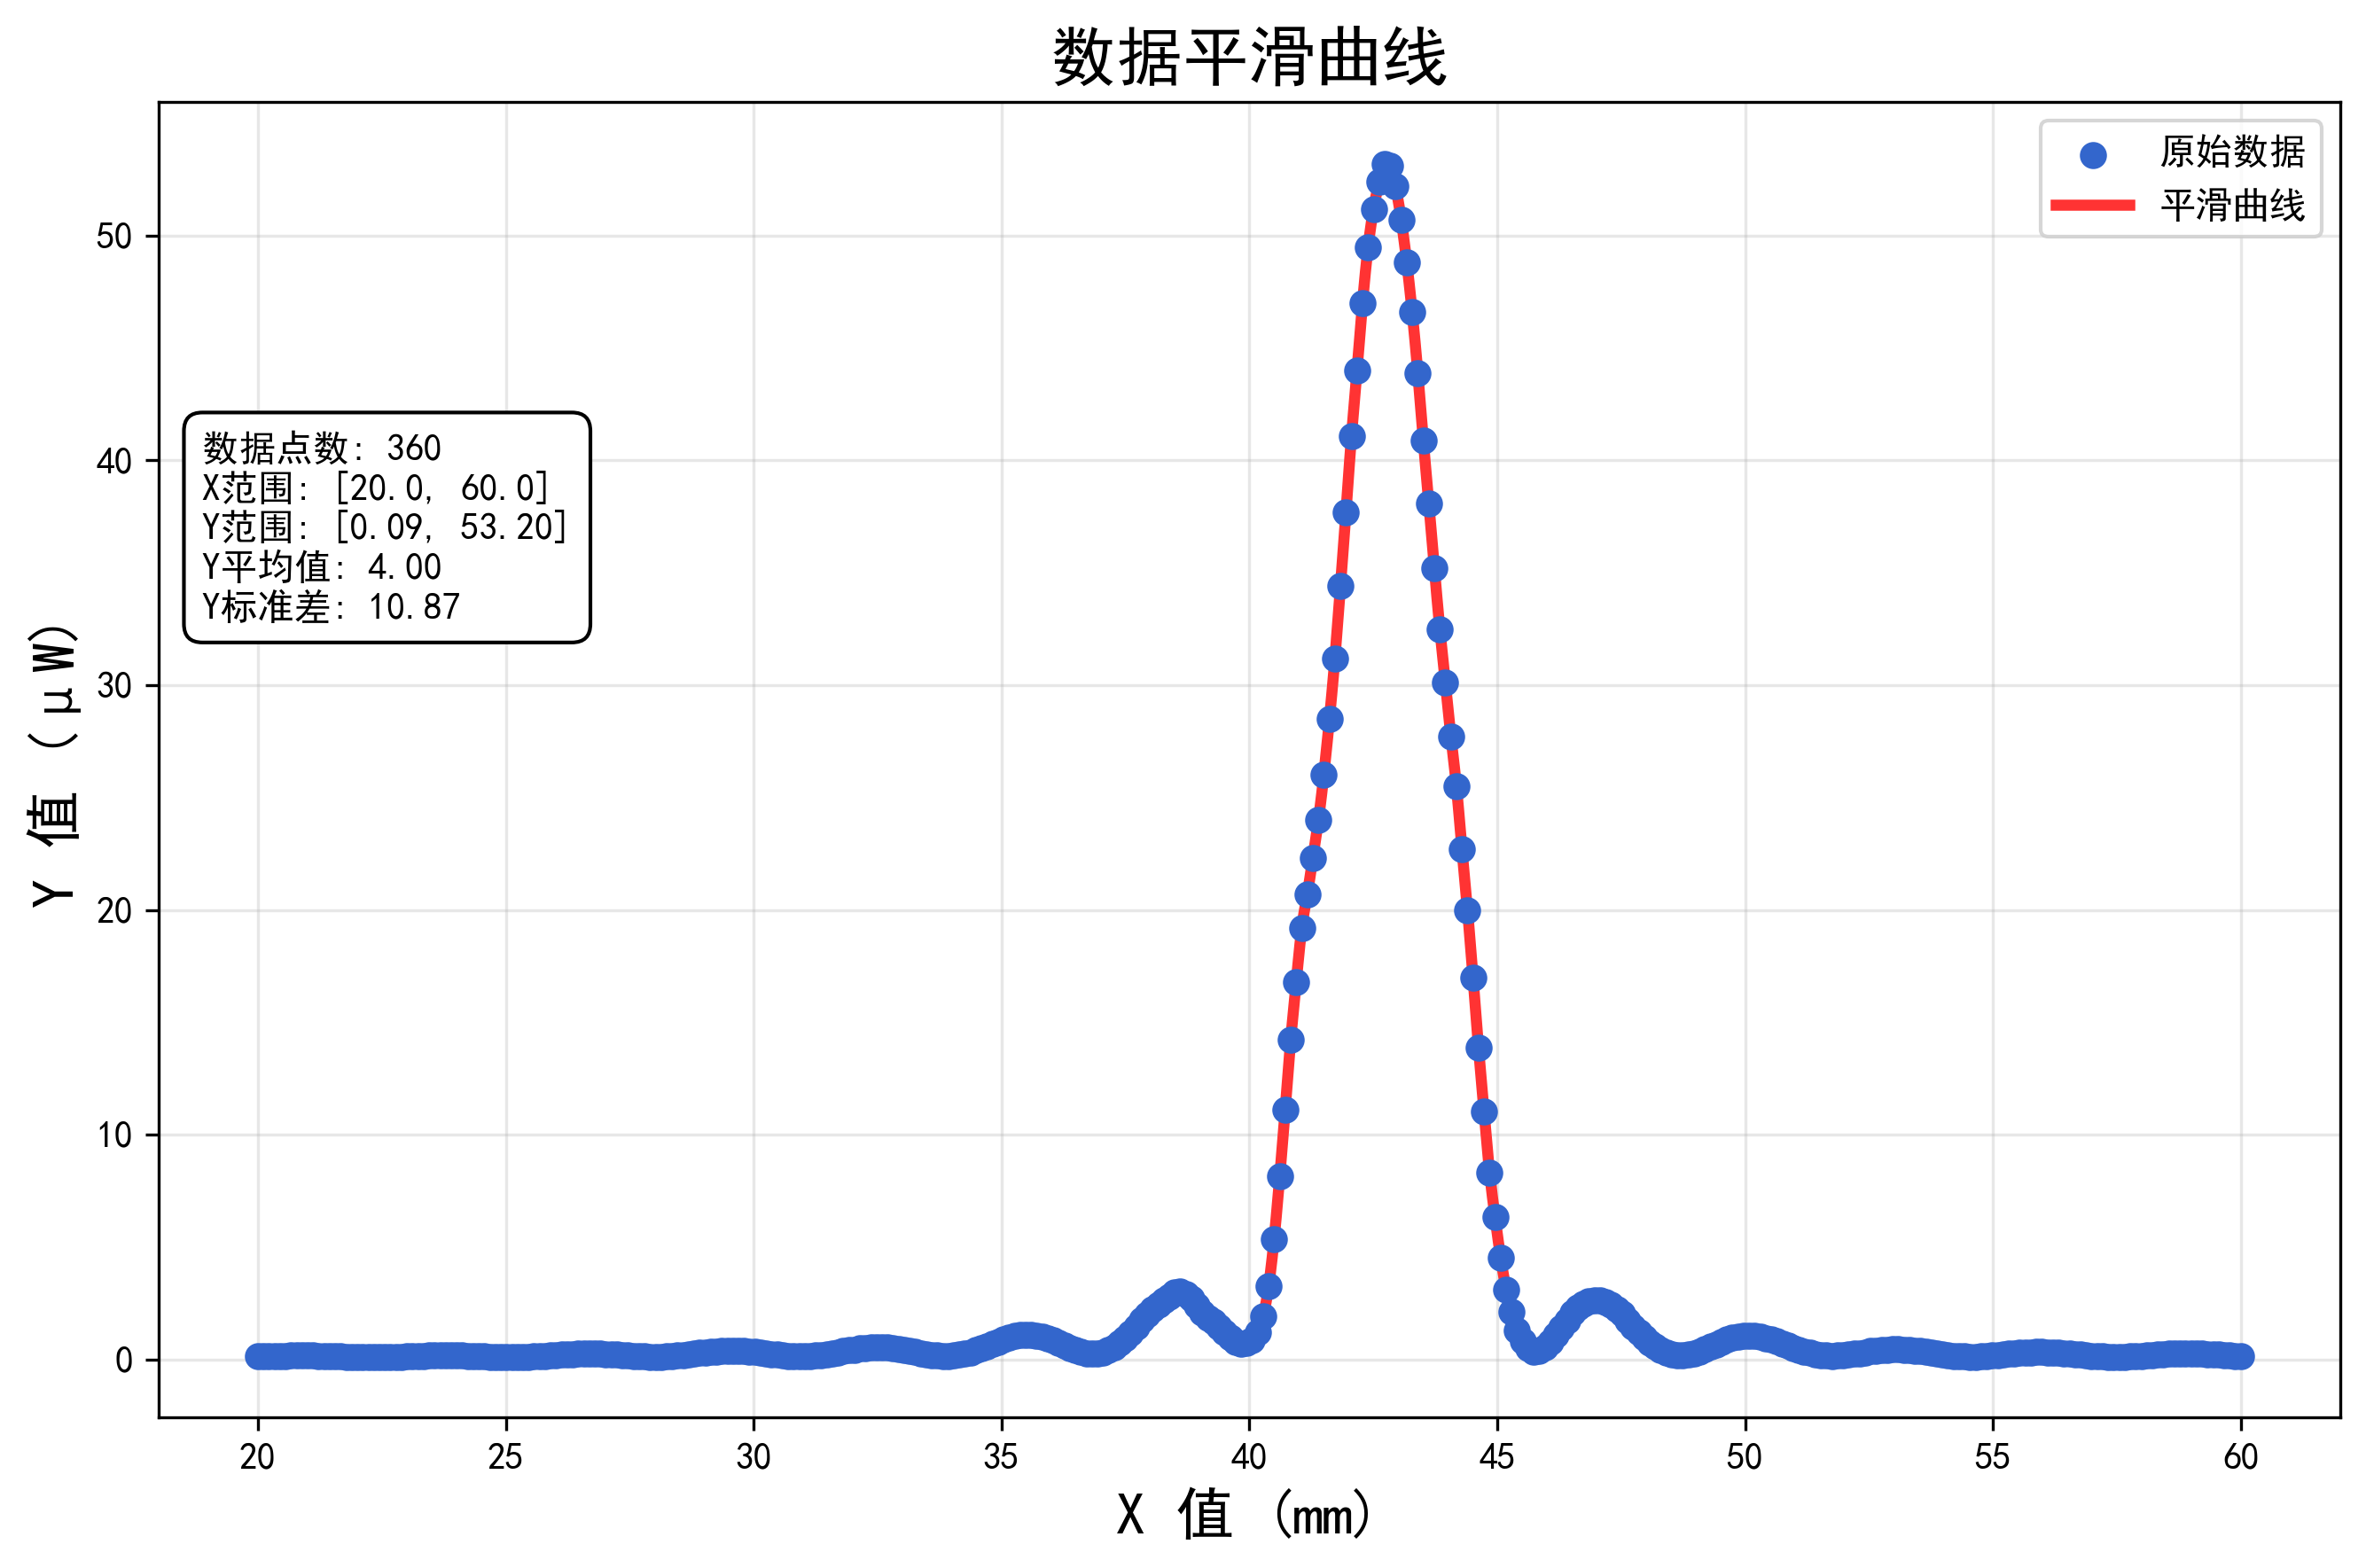 数据平滑曲线
原始数据
平滑曲线
数据点数: 360
X范围: [20.0, 60.0]
Y范围: [0.09, 53.20]
Y平均值: 4.00
Y标准差: 10.87
Y 值 (μW)
50
40
30
20
10
0
20 25 30 35 40 45 50 55 60
X 值 (mm)